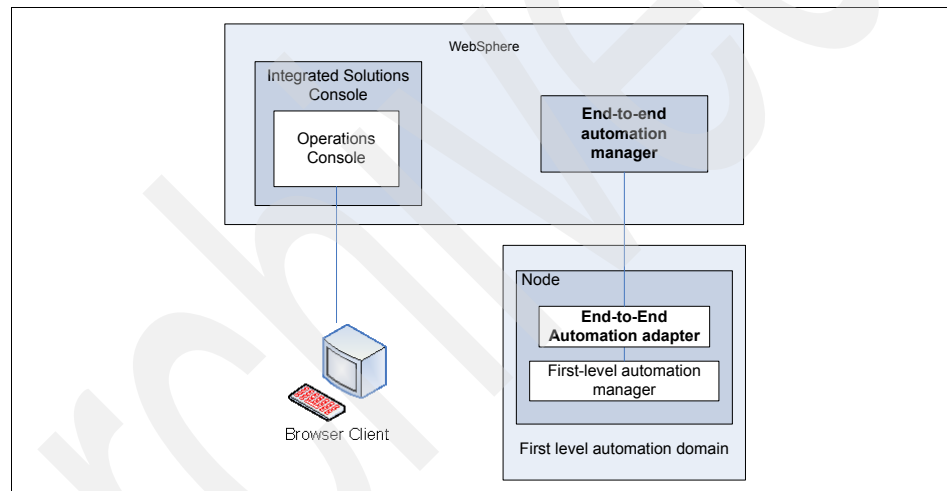 WebSphere
Integrated Solutions
Console
Operations
Console
End-to-end
automation
manager
Node
End-to-End
Automation adapter
First-level automation
manager
First level automation domain
Browser Client